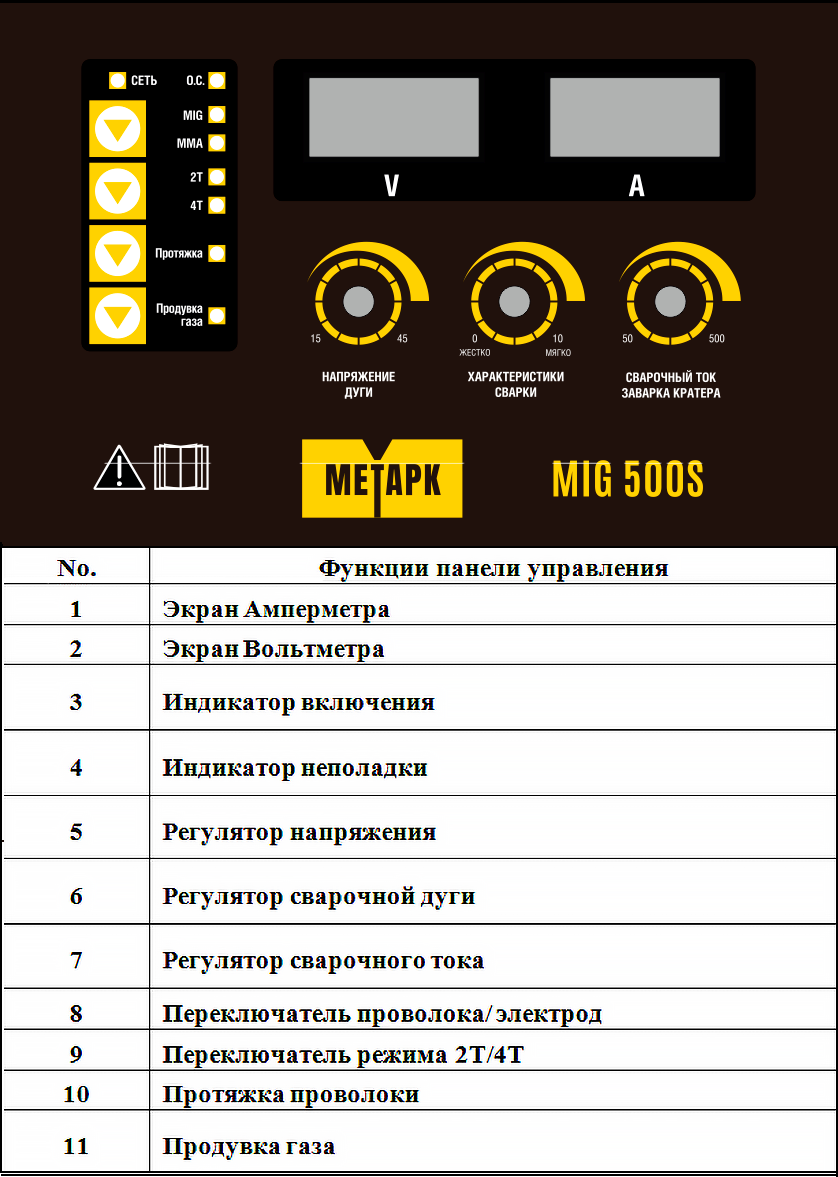 СЕТЬ О.С.
MIG
MMA
2T
4T
Протяжка
Продувка
газа
V A
15 45
0 10
ЖЕСТКО МЯГКО
50 500
НАПРЯЖЕНИЕ
ДУГИ
ХАРАКТЕРИСТИКИ
СВАРКИ
СВАРОЧНЫЙ ТОК
ЗАВАРКА КРАТЕРА
МЕТАРК
MIG 500S
No. Функции панели управления
1 Экран Амперметра
2 Экран Вольтметра
3 Индикатор включения
4 Индикатор неполадки
5 Регулятор напряжения
6 Регулятор сварочной дуги
7 Регулятор сварочного тока
8 Переключатель проволока/ электрод
9 Переключатель режима 2Т/4Т
10 Протяжка проволоки
11 Продувка газа